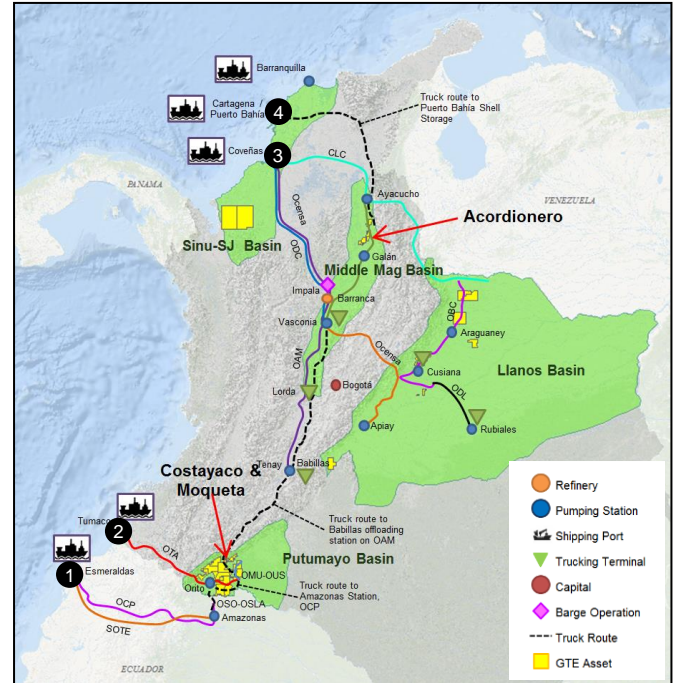 Barranquilla
Cartagena /
Puerto Bahía
4
Truck route to
Puerto Bahía Shell
Storage
Coveñas
3
CLC
PANAMA
Ayacucho
VENEZUELA
Ocensa
ODC
Acordionero
Sinu-SJ Basin
Galán
Middle Mag Basin
Impala
Barranca
OBC
Vasconia
Araguaney
Ocensa
OAM
Cusiana
Llanos Basin
Lorda
Bogotá
ODL
Apiay
Rubiales
Costayaco &
Moqueta
Tenay
Babillas
Refinery
Pumping Station
Shipping Port
Trucking Terminal
Capital
Barge Operation
Truck Route
GTE Asset
Tumaco
2
Truck route to
Babillas offloading
station on OAM
OTA
Putumayo Basin
1
Esmeraldas
OMU-OUS
Orito
Truck route to
Amazonas Station,
OCP
OCP
OSO-OSLA
Amazonas
SOTE
ECUADOR